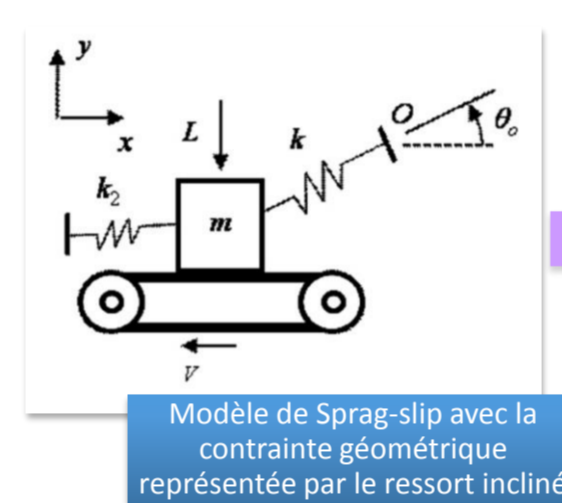 y
x
L
k
O
θ₀
k₂
m
V
Modèle de Sprag-slip avec la
contrainte géométrique
représentée par le ressort incliné